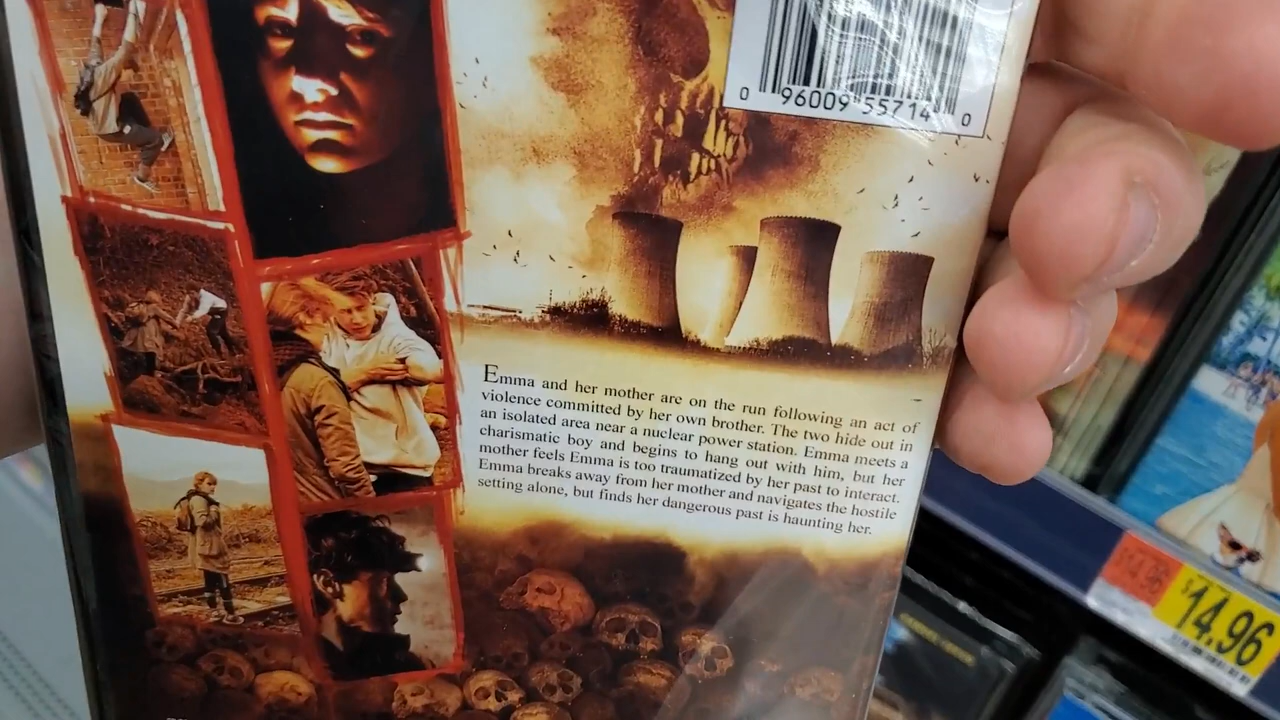 0 96009 55714 0
Emma and her mother are on the run following an act of
violence committed by her own brother. The two hide out in
an isolated area near a nuclear power station. Emma meets a
charismatic boy and begins to hang out with him, but her
mother feels Emma is too traumatized by her past to interact.
Emma breaks away from her mother and navigates the hostile
setting alone, but finds her dangerous past is haunting her.
14.96
$14.96